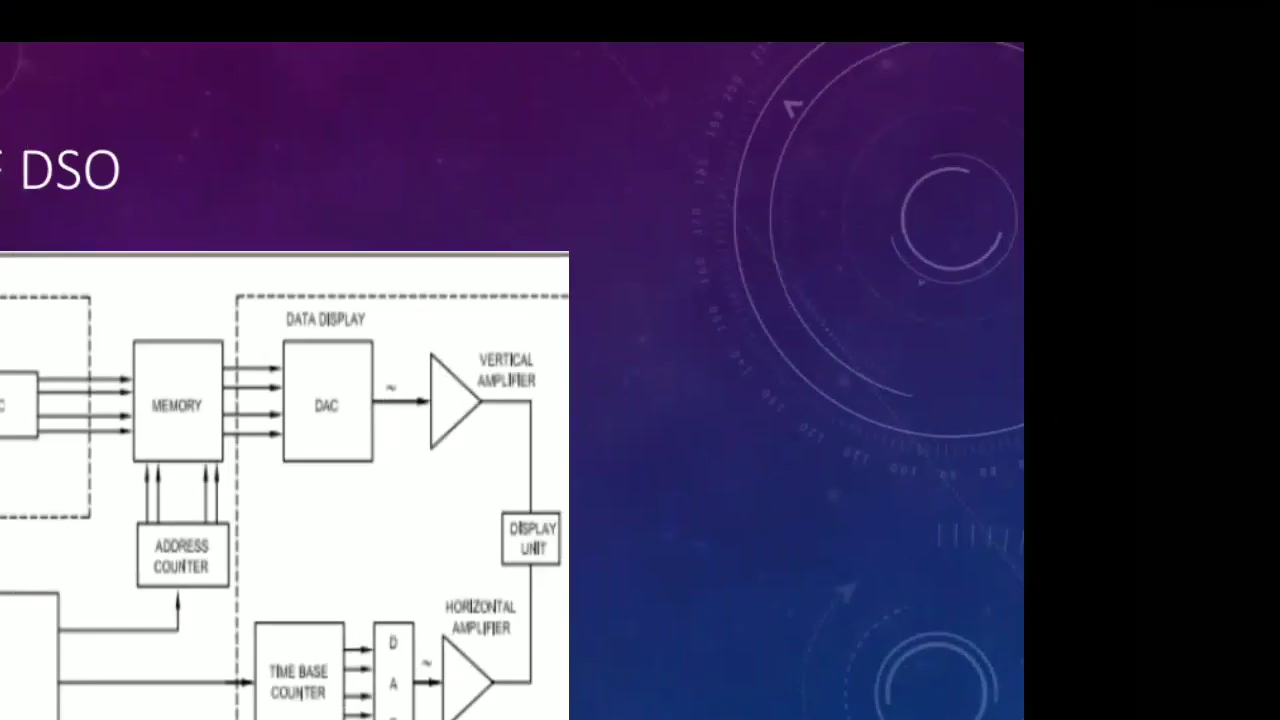 DSO
DATA DISPLAY
VERTICAL
AMPLIFIER
MEMORY
DAC
ADDRESS
COUNTER
DISPLAY
UNIT
HORIZONTAL
AMPLIFIER
TIME BASE
COUNTER
D
A